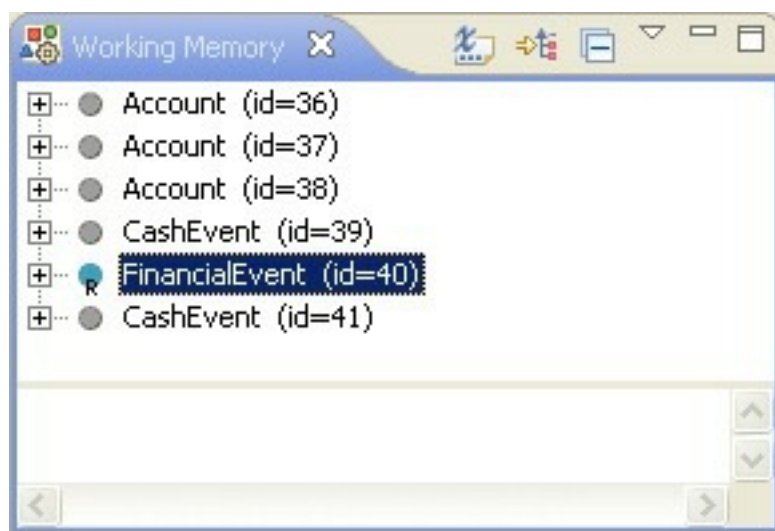 Working Memory
Account (id=36)
Account (id=37)
Account (id=38)
CashEvent (id=39)
R FinancialEvent (id=40)
CashEvent (id=41)